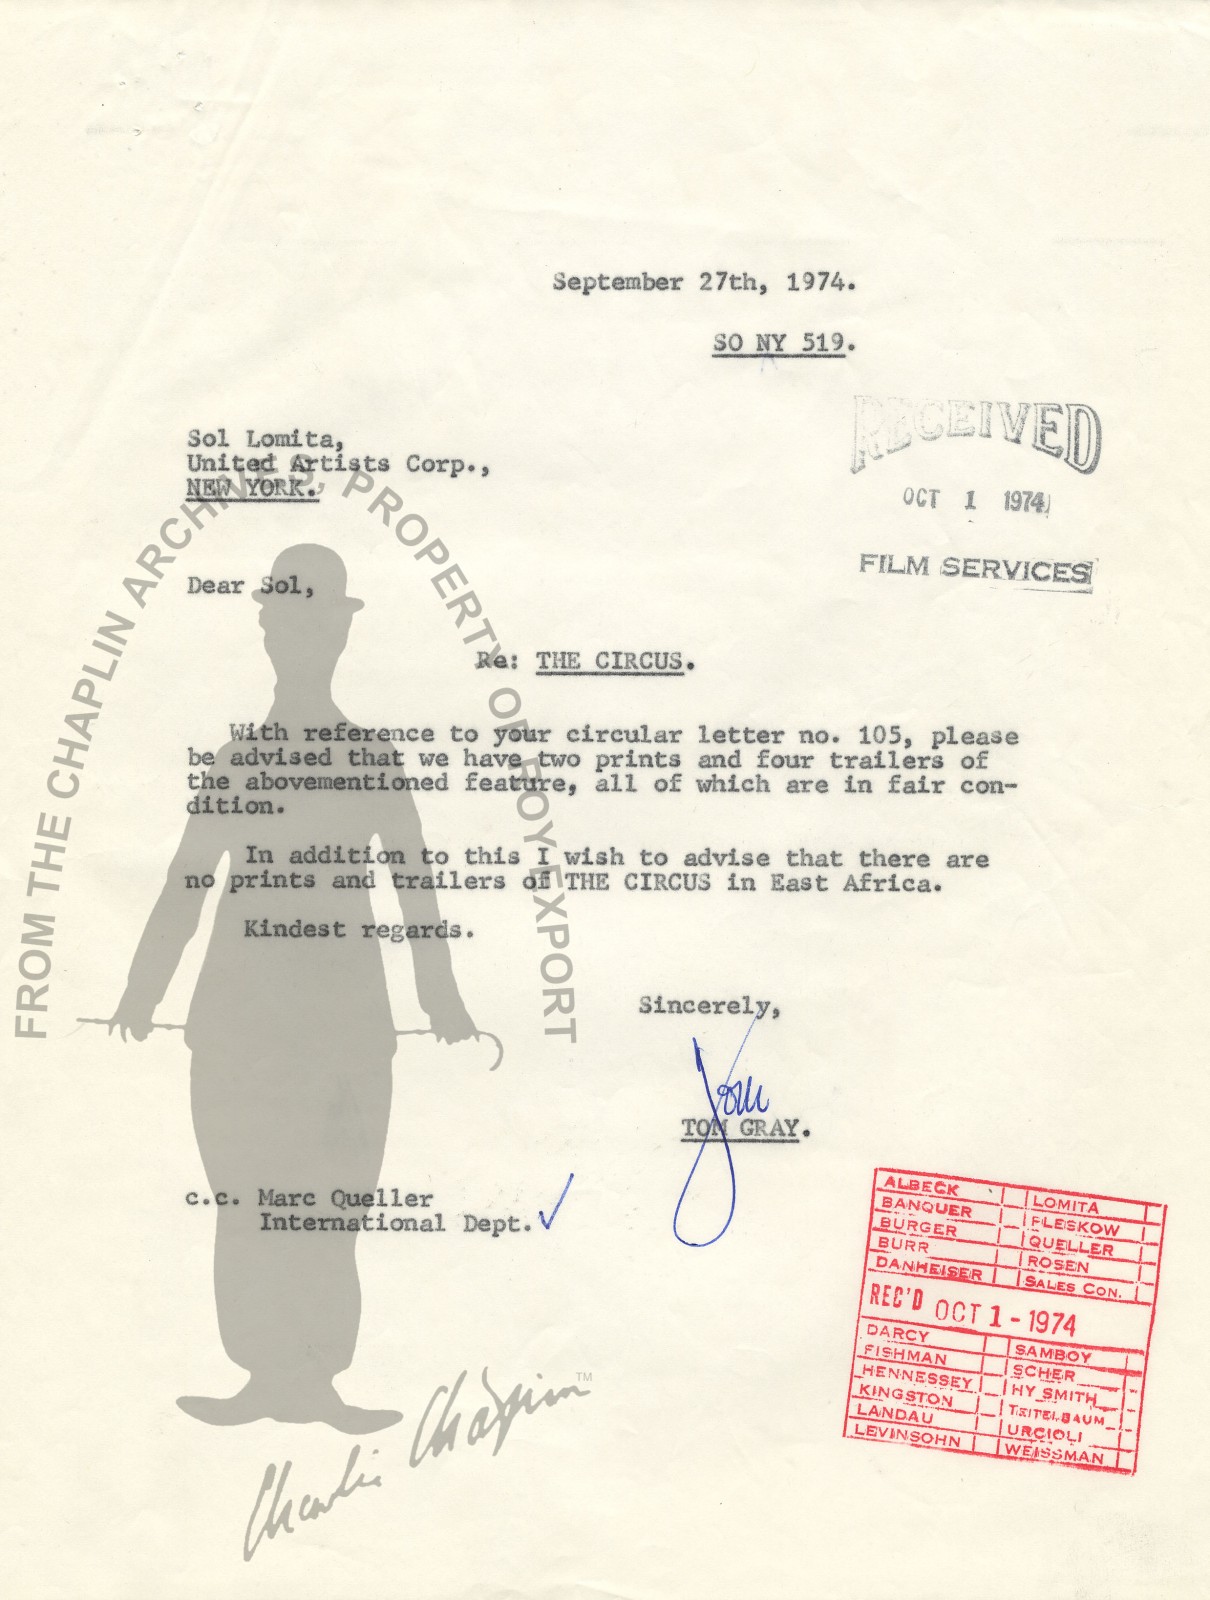 September 27th, 1974.
SO NY 519.
RECEIVED
OCT 1 1974
FILM SERVICES
Sol Lomita,
United Artists Corp.,
NEW YORK.
Dear Sol,
Re: THE CIRCUS.
With reference to your circular letter no. 105, please
be advised that we have two prints and four trailers of
the abovementioned feature, all of which are in fair con-
dition.
In addition to this I wish to advise that there are
no prints and trailers of THE CIRCUS in East Africa.
Kindest regards.
Sincerely,
Tom
TOM GRAY.
c.c. Marc Queller
International Dept.
ALBECK LOMITA
BANQUER PLESKOW
BURGER QUELLER
BURR ROSEN
DANHEISER SALES CON.
REC'D OCT 1 - 1974
DARCY SAMBOY
FISHMAN SCHER
HENNESSEY HY SMITH
KINGSTON TEITELBAUM
LANDAU URCIOLI
LEVINSOHN WEISSMAN
FROM THE CHAPLIN ARCHIVES, PROPERTY OF ROY EXPORT
Charlie Chaplin TM